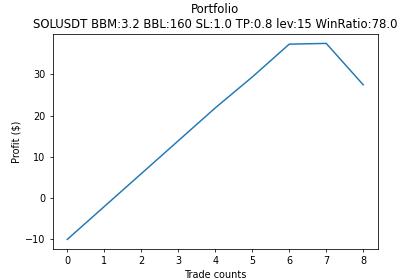 Portfolio
SOLUSDT BBM:3.2 BBL:160 SL:1.0 TP:0.8 lev:15 WinRatio:78.0
30
20
10
0
−10
Profit ($)
0 1 2 3 4 5 6 7 8
Trade counts